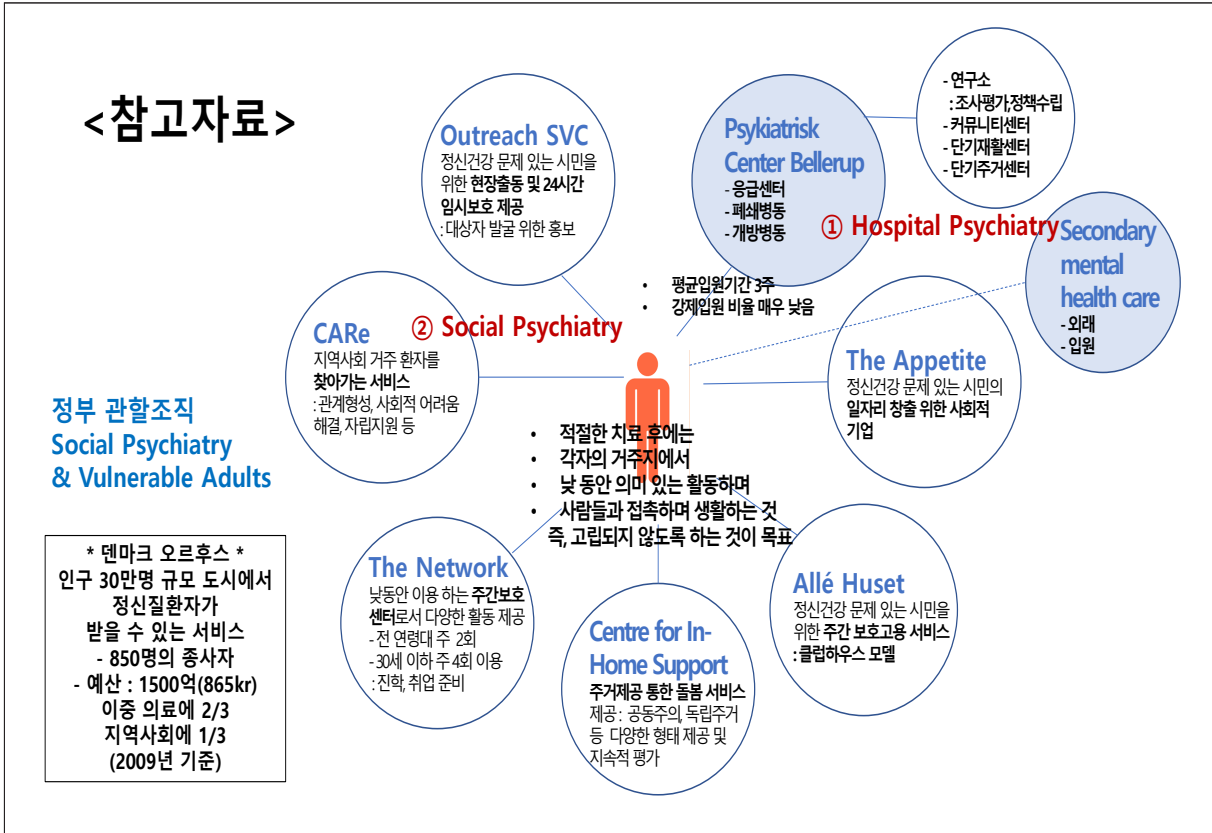 <참고자료>
Outreach SVC
정신건강 문제 있는 시민을
위한 현장출동 및 24시간
임시보호 제공
: 대상자 발굴 위한 홍보
Psykiatrisk
Center Bellerup
- 응급센터
- 폐쇄병동
- 개방병동
- 연구소
: 조사평가,정책수립
- 커뮤니티센터
- 단기재활센터
- 단기주거센터
① Hospital Psychiatry
Secondary
mental
health care
- 외래
- 입원
• 평균입원기간 3주
• 강제입원 비율 매우 낮음
② Social Psychiatry
CARe
지역사회 거주 환자를
찾아가는 서비스
: 관계형성, 사회적 어려움
해결, 자립지원 등
The Appetite
정신건강 문제 있는 시민의
일자리 창출 위한 사회적
기업
정부 관할조직
Social Psychiatry
& Vulnerable Adults
• 적절한 치료 후에는
• 각자의 거주지에서
• 낮 동안 의미 있는 활동하며
• 사람들과 접촉하며 생활하는 것
즉, 고립되지 않도록 하는 것이 목표
* 덴마크 오르후스 *
인구 30만명 규모 도시에서
정신질환자가
받을 수 있는 서비스
- 850명의 종사자
- 예산 : 1500억(865kr)
이중 의료에 2/3
지역사회에 1/3
(2009년 기준)
The Network
낮동안 이용 하는 주간보호
센터로서 다양한 활동 제공
- 전 연령대 주 2회
- 30세 이하 주 4회 이용
: 진학, 취업 준비
Centre for In-
Home Support
주거제공 통한 돌봄 서비스
제공 : 공동주의, 독립주거
등 다양한 형태 제공 및
지속적 평가
Allé Huset
정신건강 문제 있는 시민을
위한 주간 보호고용 서비스
: 클럽하우스 모델